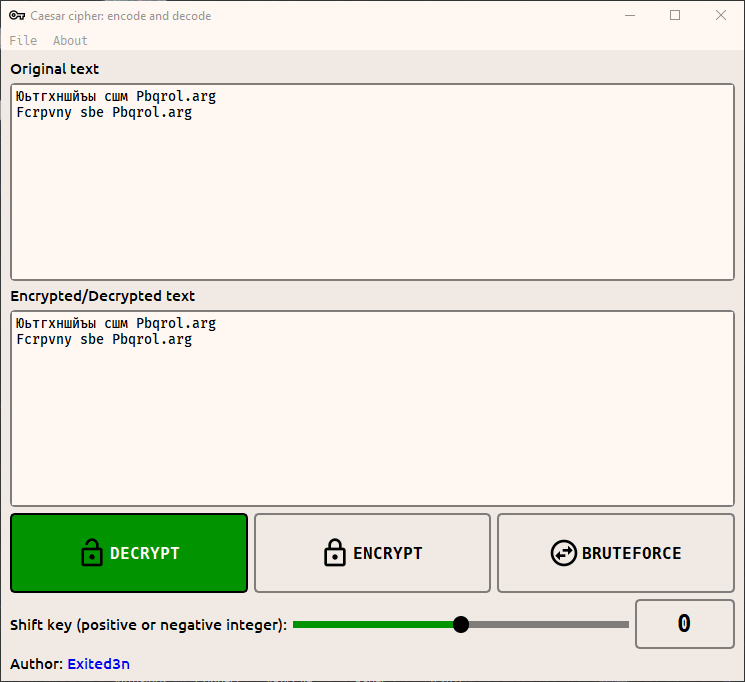 Caesar cipher: encode and decode
File About
Original text
Юьтгхншйъы сшм Pbqrol.arg
Fcrpvny sbe Pbqrol.arg
Encrypted/Decrypted text
Юьтгхншйъы сшм Pbqrol.arg
Fcrpvny sbe Pbqrol.arg
DECRYPT ENCRYPT BRUTEFORCE
Shift key (positive or negative integer): 0
Author: Exited3n